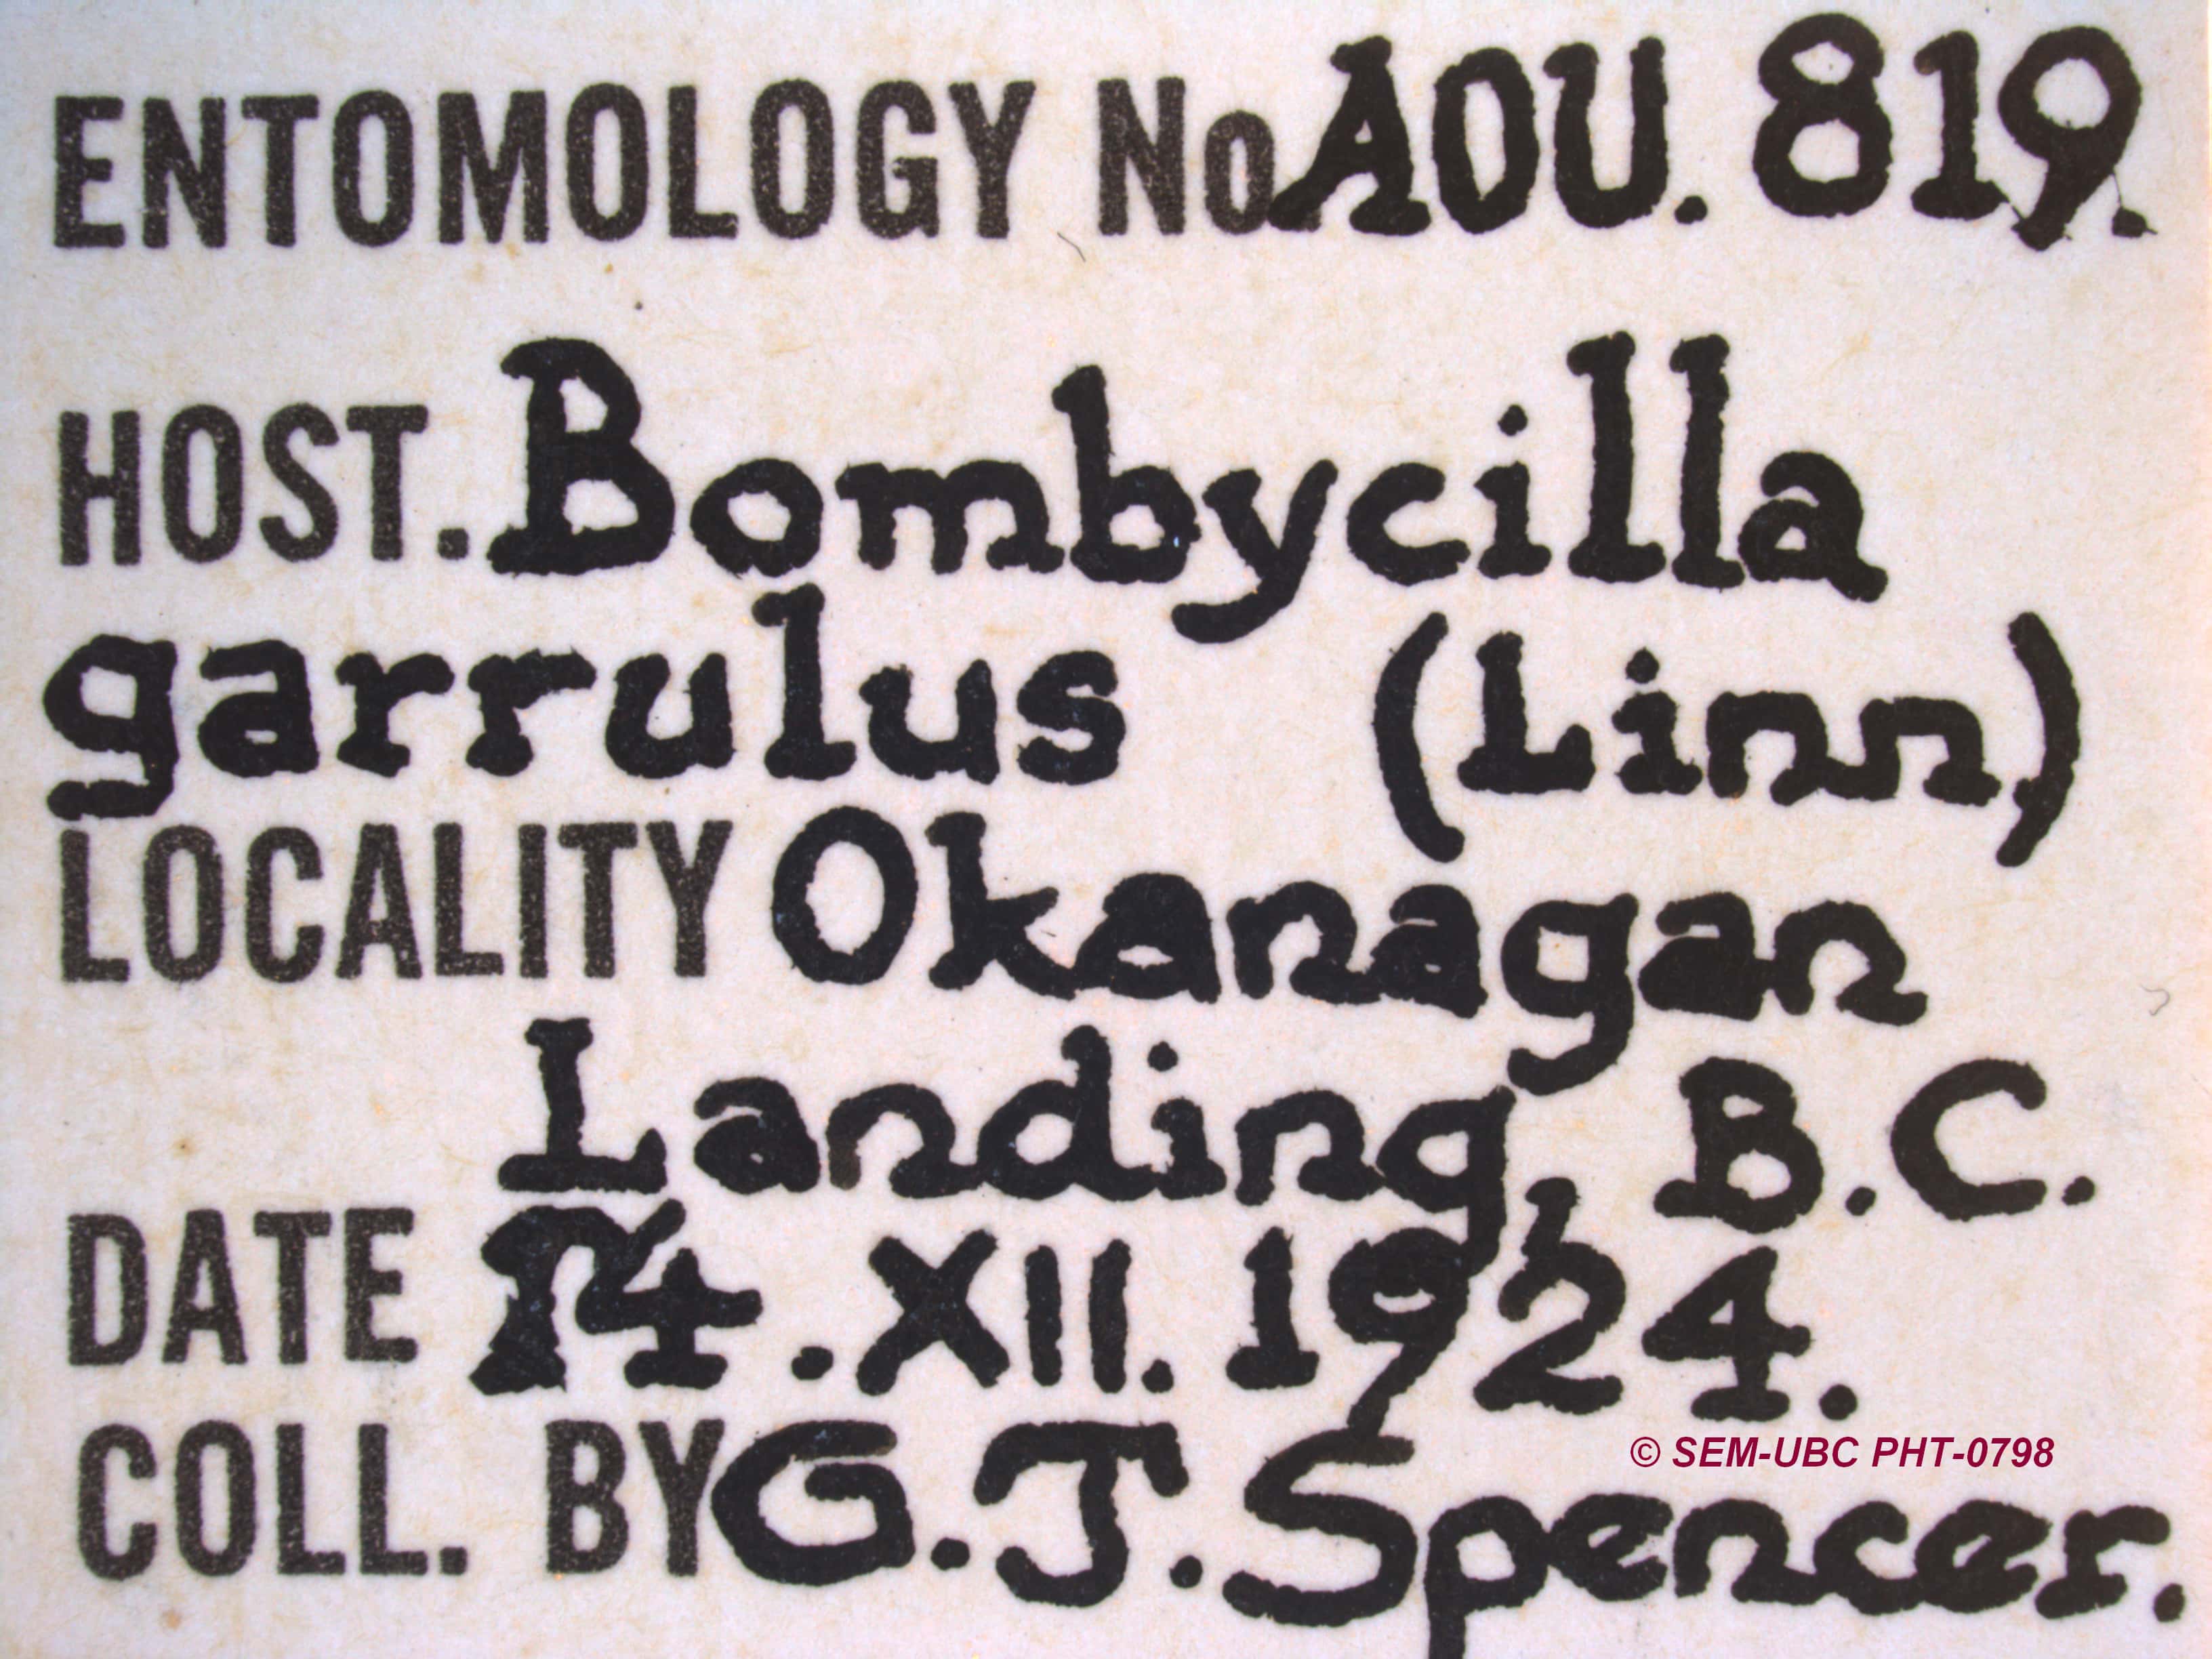 ENTOMOLOGY No AOU. 819.
HOST. Bombycilla
garrulus (Linn)
LOCALITY Okanagan
Landing, B.C.
DATE 14. XII. 1924.
COLL. BY G.J. Spencer.
© SEM-UBC PHT-0798